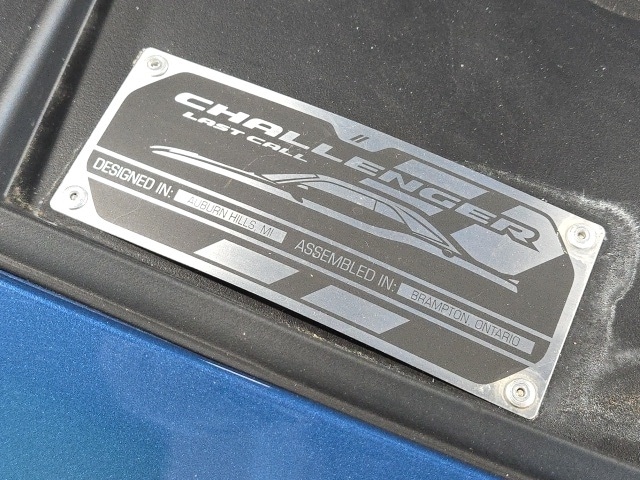 CHALLENGER
LAST CALL
DESIGNED IN: AUBURN HILLS, MI
ASSEMBLED IN: BRAMPTON, ONTARIO